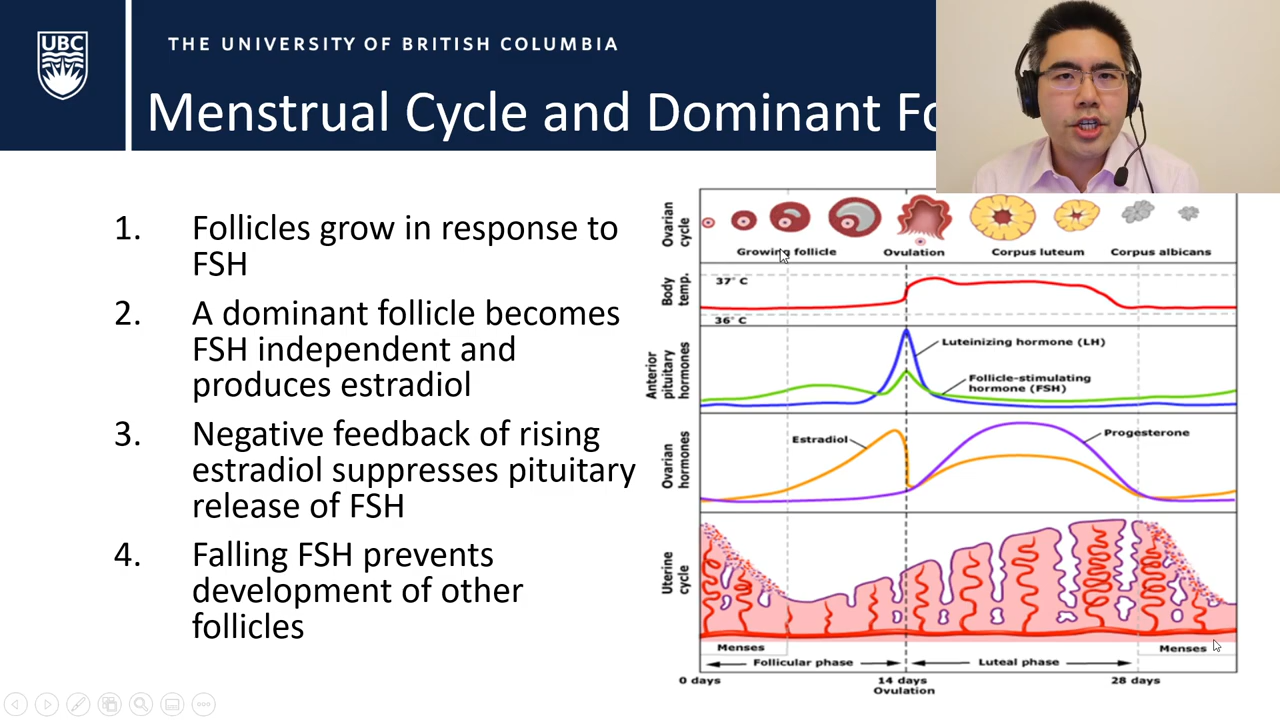 UBC
THE UNIVERSITY OF BRITISH COLUMBIA
Menstrual Cycle and Dominant
1. Follicles grow in response to
FSH
2. A dominant follicle becomes
FSH independent and
produces estradiol
3. Negative feedback of rising
estradiol suppresses pituitary
release of FSH
4. Falling FSH prevents
development of other
follicles
Ovarian
cycle
Growing follicle
Ovulation
Corpus luteum
Corpus albicans
Body
temp.
37° C
36° C
Anterior
pituitary
hormones
Luteinizing hormone (LH)
Follicle-stimulating
hormone (FSH)
Ovarian
hormones
Estradiol
Progesterone
Uterine
cycle
Menses
Menses
Follicular phase
Luteal phase
0 days
14 days
Ovulation
28 days